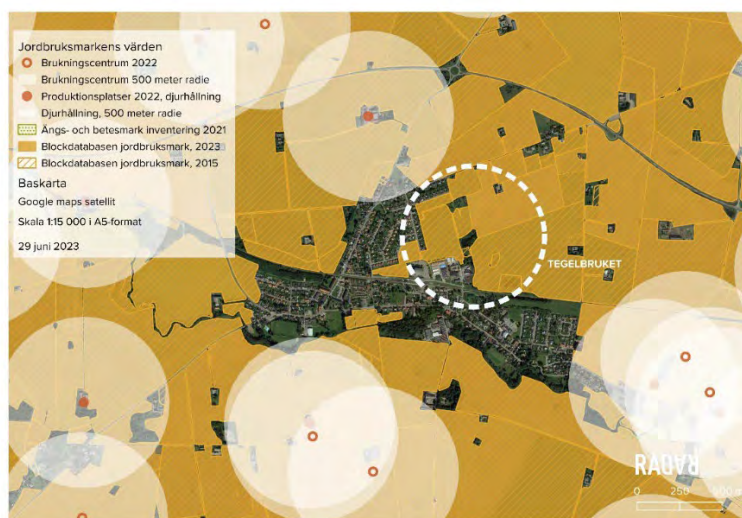 Jordbruksmarkens värden
Brukningscentrum 2022
Brukningscentrum 500 meter radie
Produktionsplatser 2022, djurhållning
Djurhållning, 500 meter radie
Ängs- och betesmark inventering 2021
Blockdatabasen jordbruksmark, 2023
Blockdatabasen jordbruksmark, 2015
Baskarta
Google maps satellit
Skala 1:15 000 i A5-format
29 juni 2023
TEGELBRUKET
RADAR
0 250 500 m